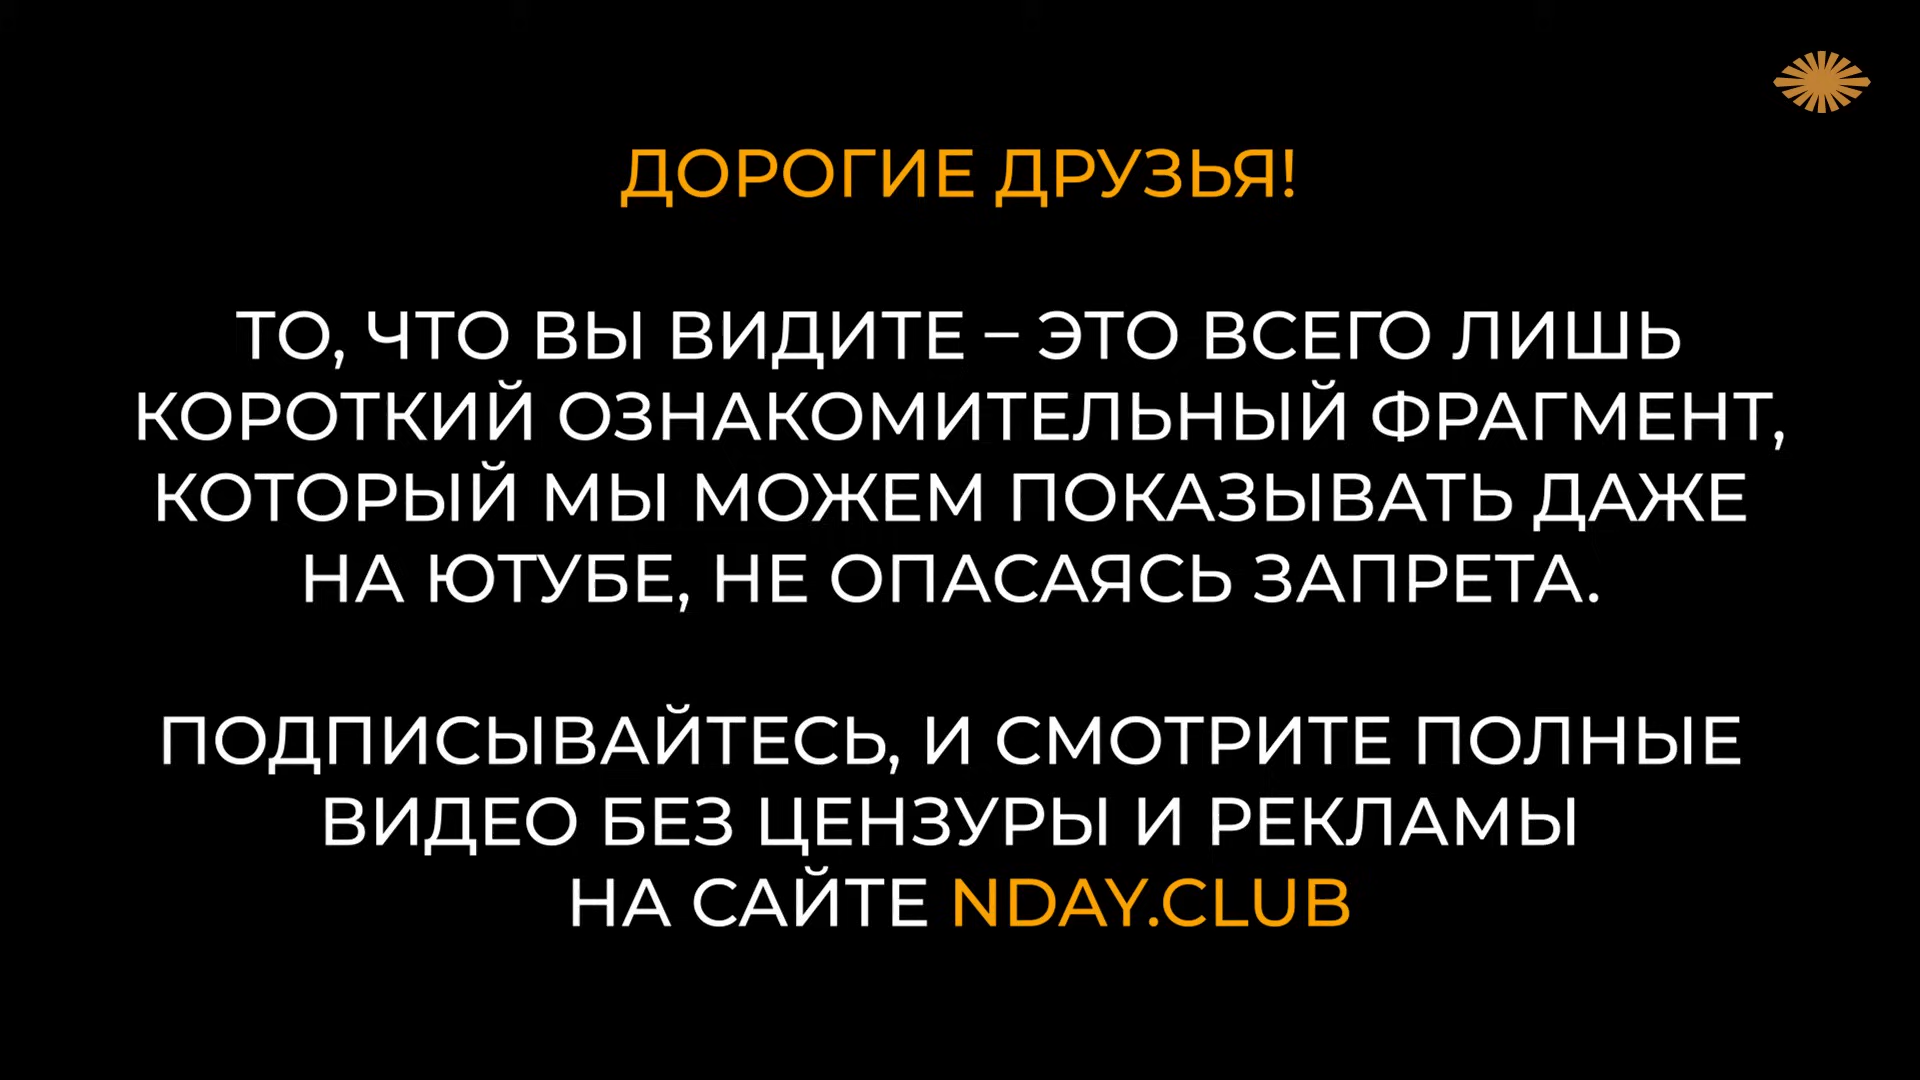 ДОРОГИЕ ДРУЗЬЯ!
ТО, ЧТО ВЫ ВИДИТЕ – ЭТО ВСЕГО ЛИШЬ
КОРОТКИЙ ОЗНАКОМИТЕЛЬНЫЙ ФРАГМЕНТ,
КОТОРЫЙ МЫ МОЖЕМ ПОКАЗЫВАТЬ ДАЖЕ
НА ЮТУБЕ, НЕ ОПАСАЯСЬ ЗАПРЕТА.
ПОДПИСЫВАЙТЕСЬ, И СМОТРИТЕ ПОЛНЫЕ
ВИДЕО БЕЗ ЦЕНЗУРЫ И РЕКЛАМЫ
НА САЙТЕ NDAY.CLUB